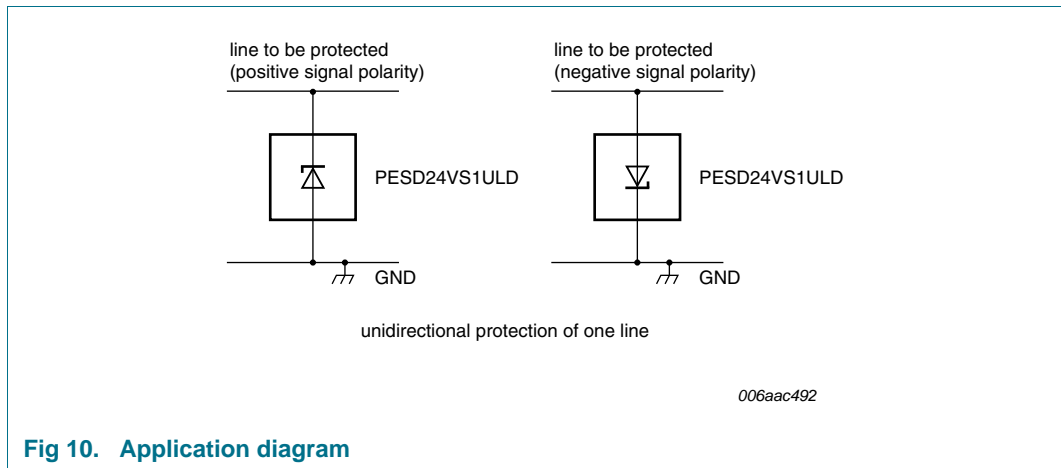 line to be protected
(positive signal polarity)
line to be protected
(negative signal polarity)
PESD24VS1ULD
PESD24VS1ULD
GND
GND
unidirectional protection of one line
006aac492
Fig 10. Application diagram